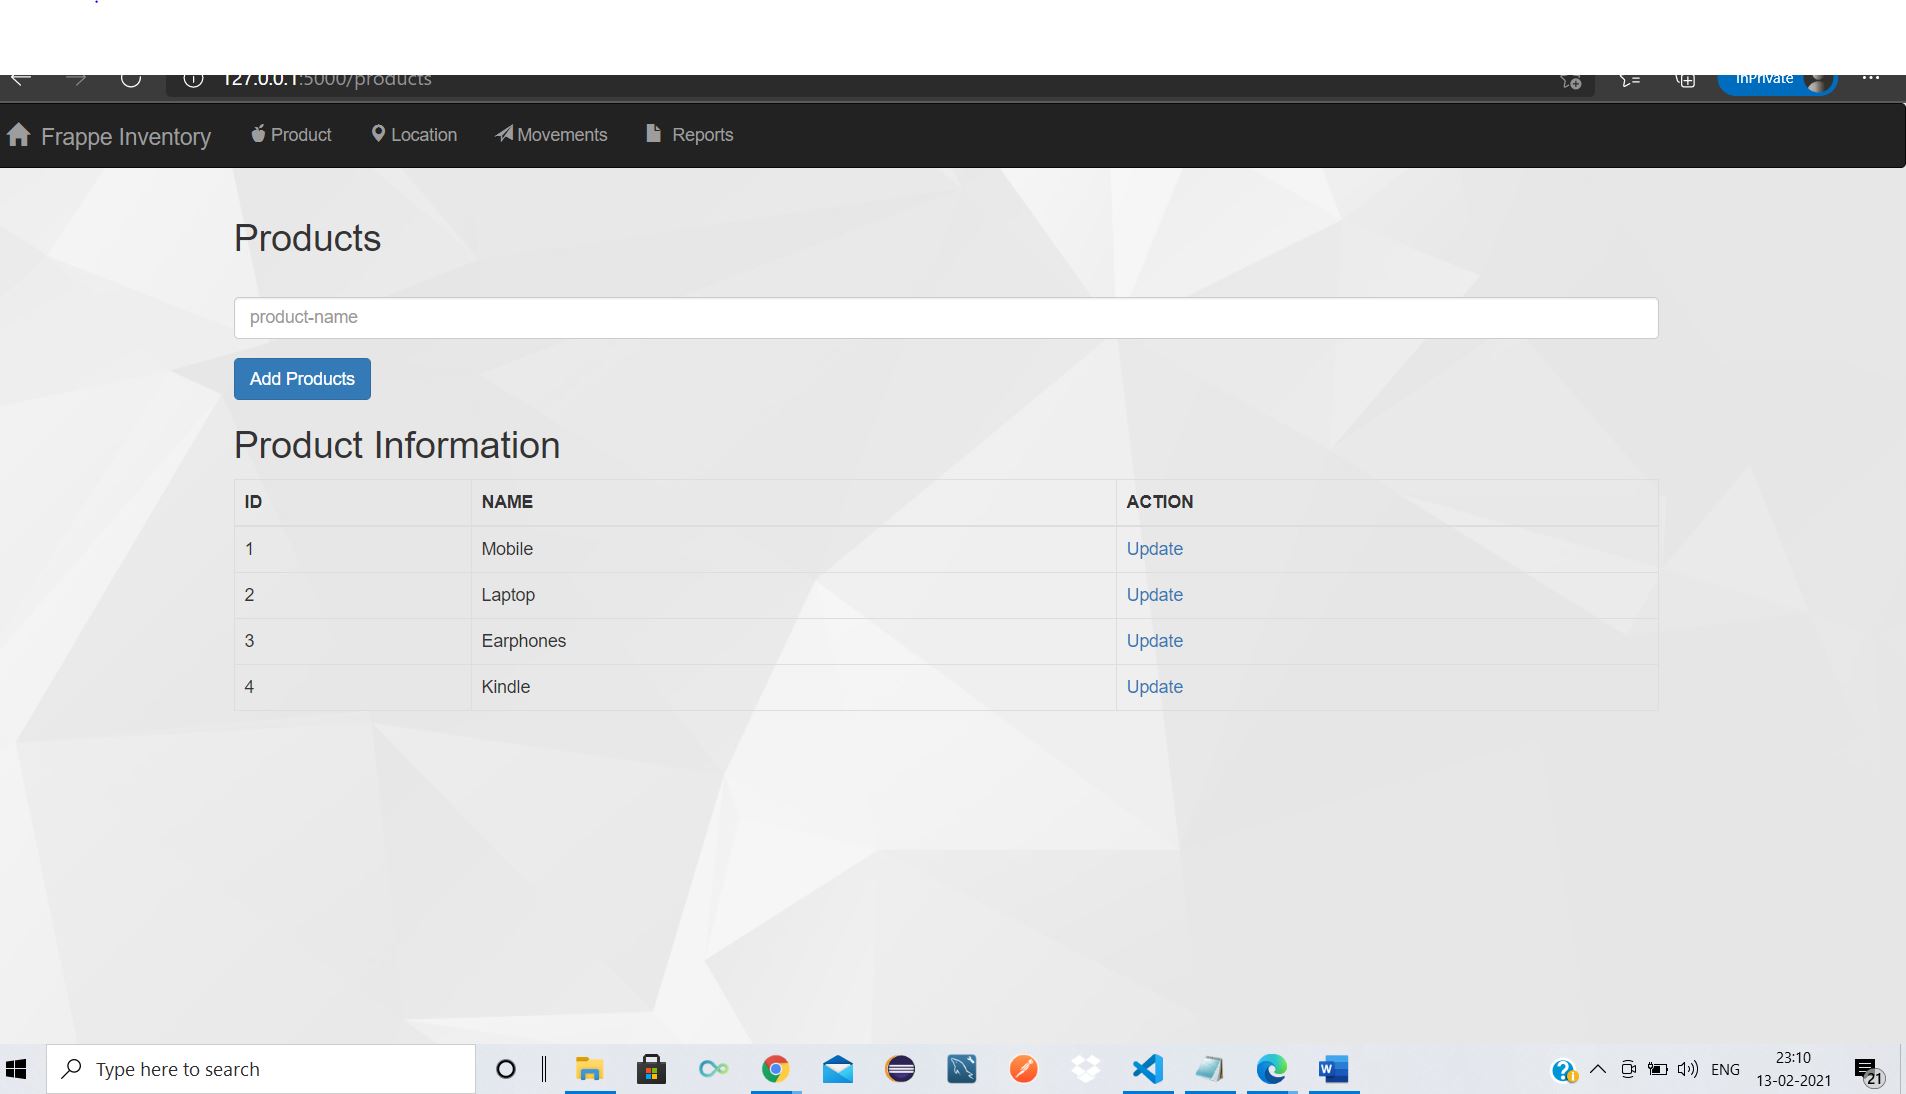 127.0.0.1:5000/products
InPrivate
Frappe Inventory Product Location Movements Reports
Products
product-name
Add Products
Product Information
ID NAME ACTION
1 Mobile Update
2 Laptop Update
3 Earphones Update
4 Kindle Update
Type here to search
ENG
23:10
13-02-2021
21